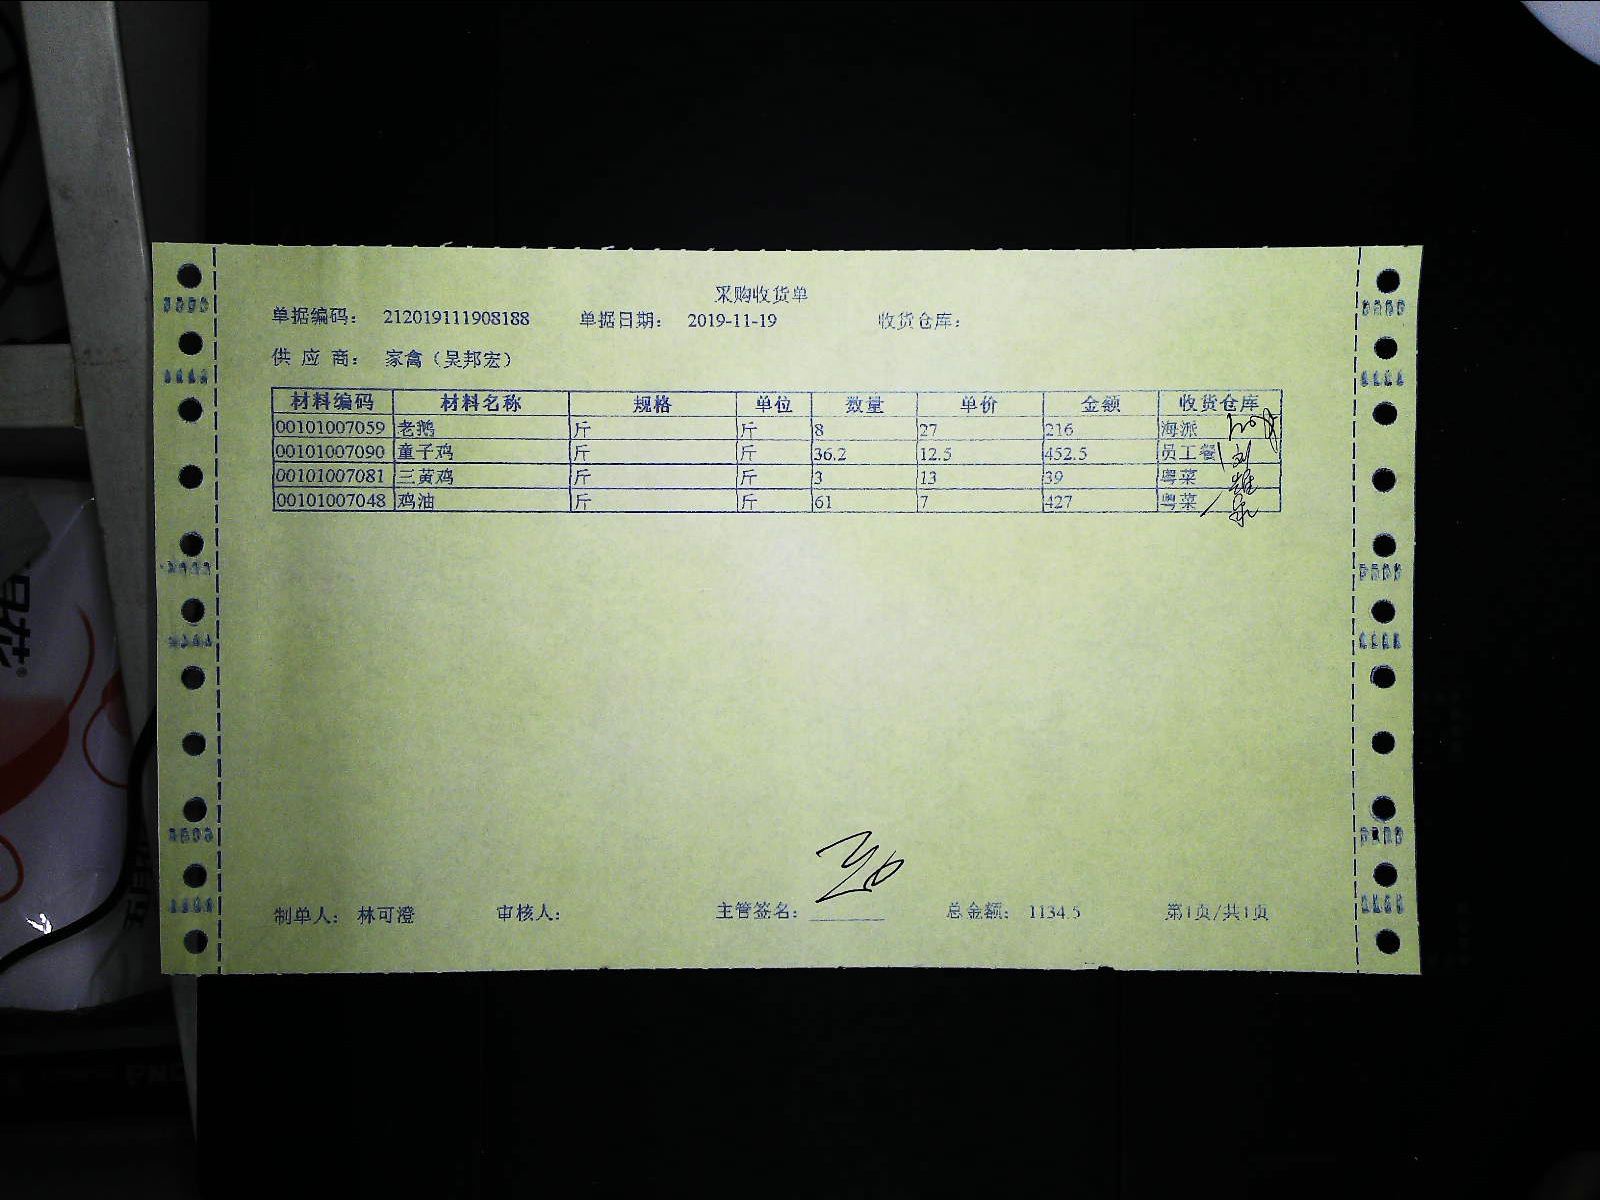 采购收货单
单据编码： 212019111908188 单据日期： 2019-11-19 收货仓库：
供 应 商： 家禽（吴邦宏）
材料编码 材料名称 规格 单位 数量 单价 金额 收货仓库
00101007059 老鹅 斤 斤 8 27 216 海派
00101007090 童子鸡 斤 斤 36.2 12.5 452.5 员工餐
00101007081 三黄鸡 斤 斤 3 13 39 粤菜
00101007048 鸡油 斤 斤 61 7 427 粤菜
制单人： 林可澄 审核人： 主管签名： 总金额： 1134.5 第1页/共1页